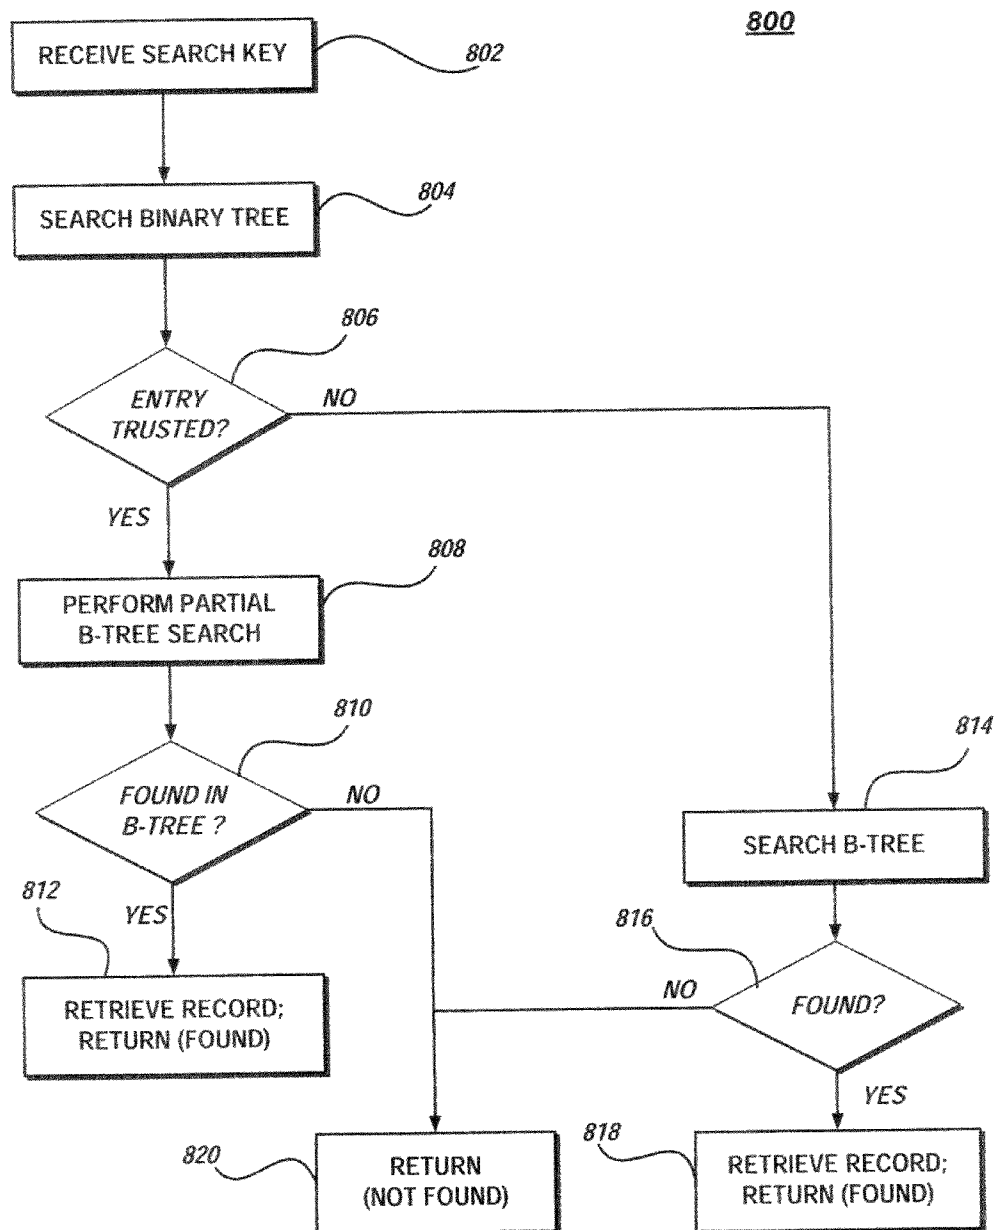 800
RECEIVE SEARCH KEY
802
SEARCH BINARY TREE
804
806
ENTRY
TRUSTED?
NO
YES
808
PERFORM PARTIAL
B-TREE SEARCH
810
FOUND IN
B-TREE ?
NO
814
SEARCH B-TREE
812
YES
816
NO
FOUND?
RETRIEVE RECORD;
RETURN (FOUND)
YES
820
RETURN
(NOT FOUND)
818
RETRIEVE RECORD;
RETURN (FOUND)